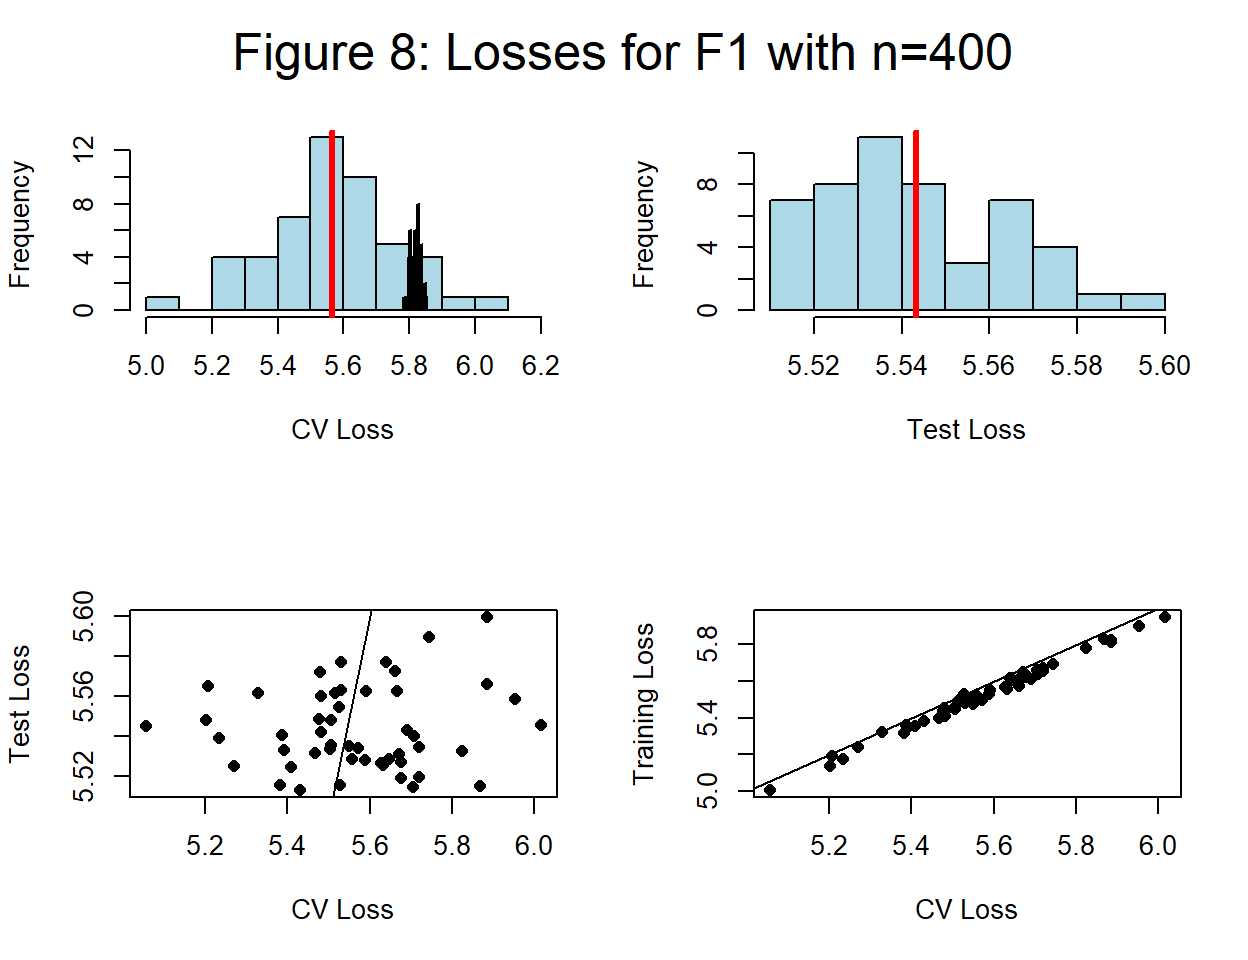 Figure 8: Losses for F1 with n=400
Frequency
0 4 8 12
5.0 5.2 5.4 5.6 5.8 6.0 6.2
CV Loss
Frequency
0 4 8
5.52 5.54 5.56 5.58 5.60
Test Loss
Test Loss
5.52 5.56 5.60
5.2 5.4 5.6 5.8 6.0
CV Loss
Training Loss
5.0 5.4 5.8
5.2 5.4 5.6 5.8 6.0
CV Loss